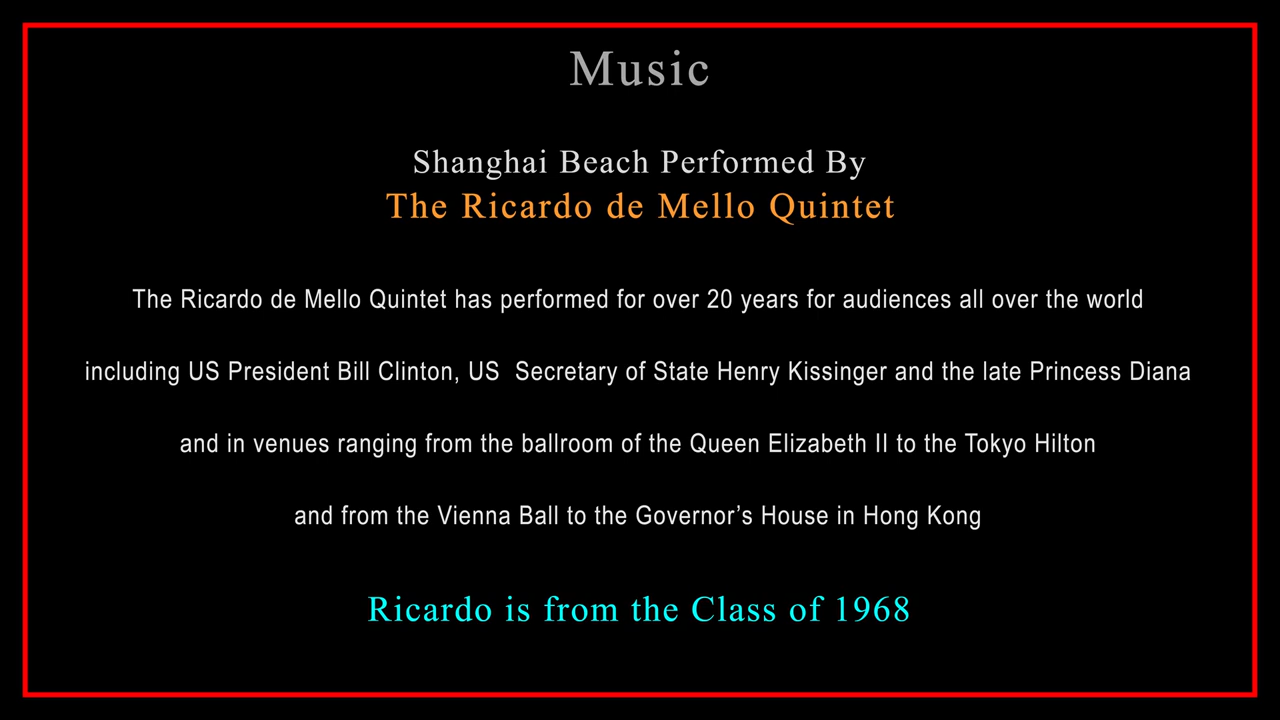 Music
Shanghai Beach Performed By
The Ricardo de Mello Quintet
The Ricardo de Mello Quintet has performed for over 20 years for audiences all over the world
including US President Bill Clinton, US  Secretary of State Henry Kissinger and the late Princess Diana
and in venues ranging from the ballroom of the Queen Elizabeth II to the Tokyo Hilton
and from the Vienna Ball to the Governor’s House in Hong Kong
Ricardo is from the Class of 1968